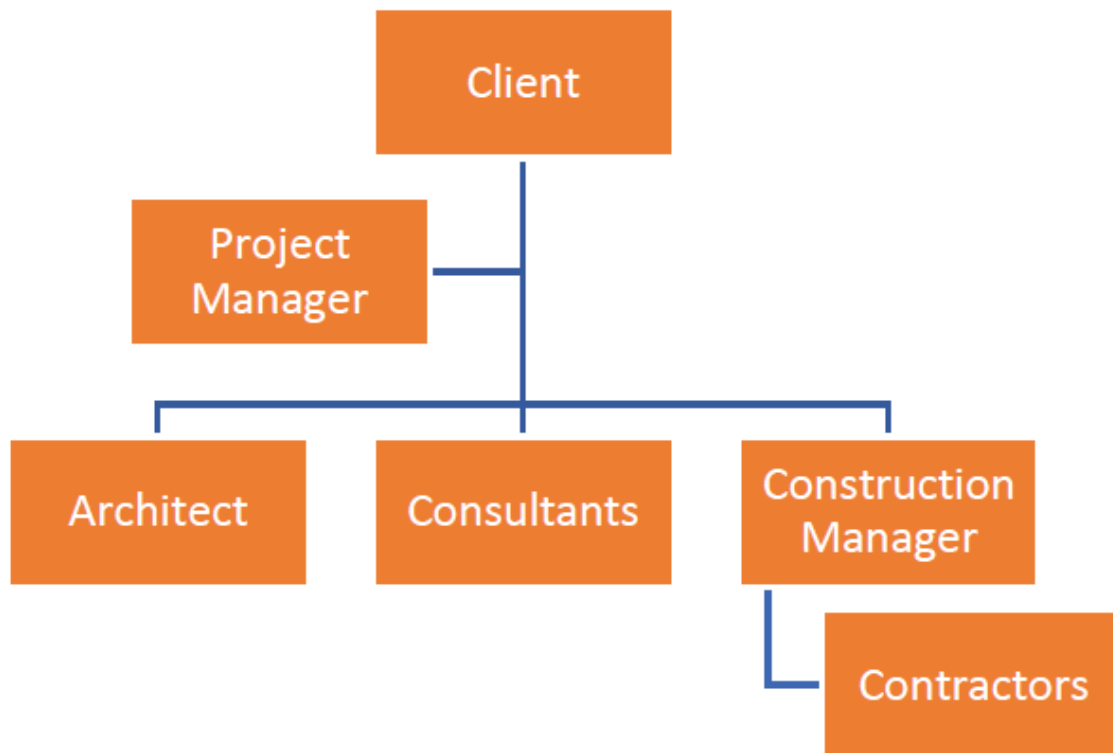 Client
Project
Manager
Architect
Consultants
Construction
Manager
Contractors